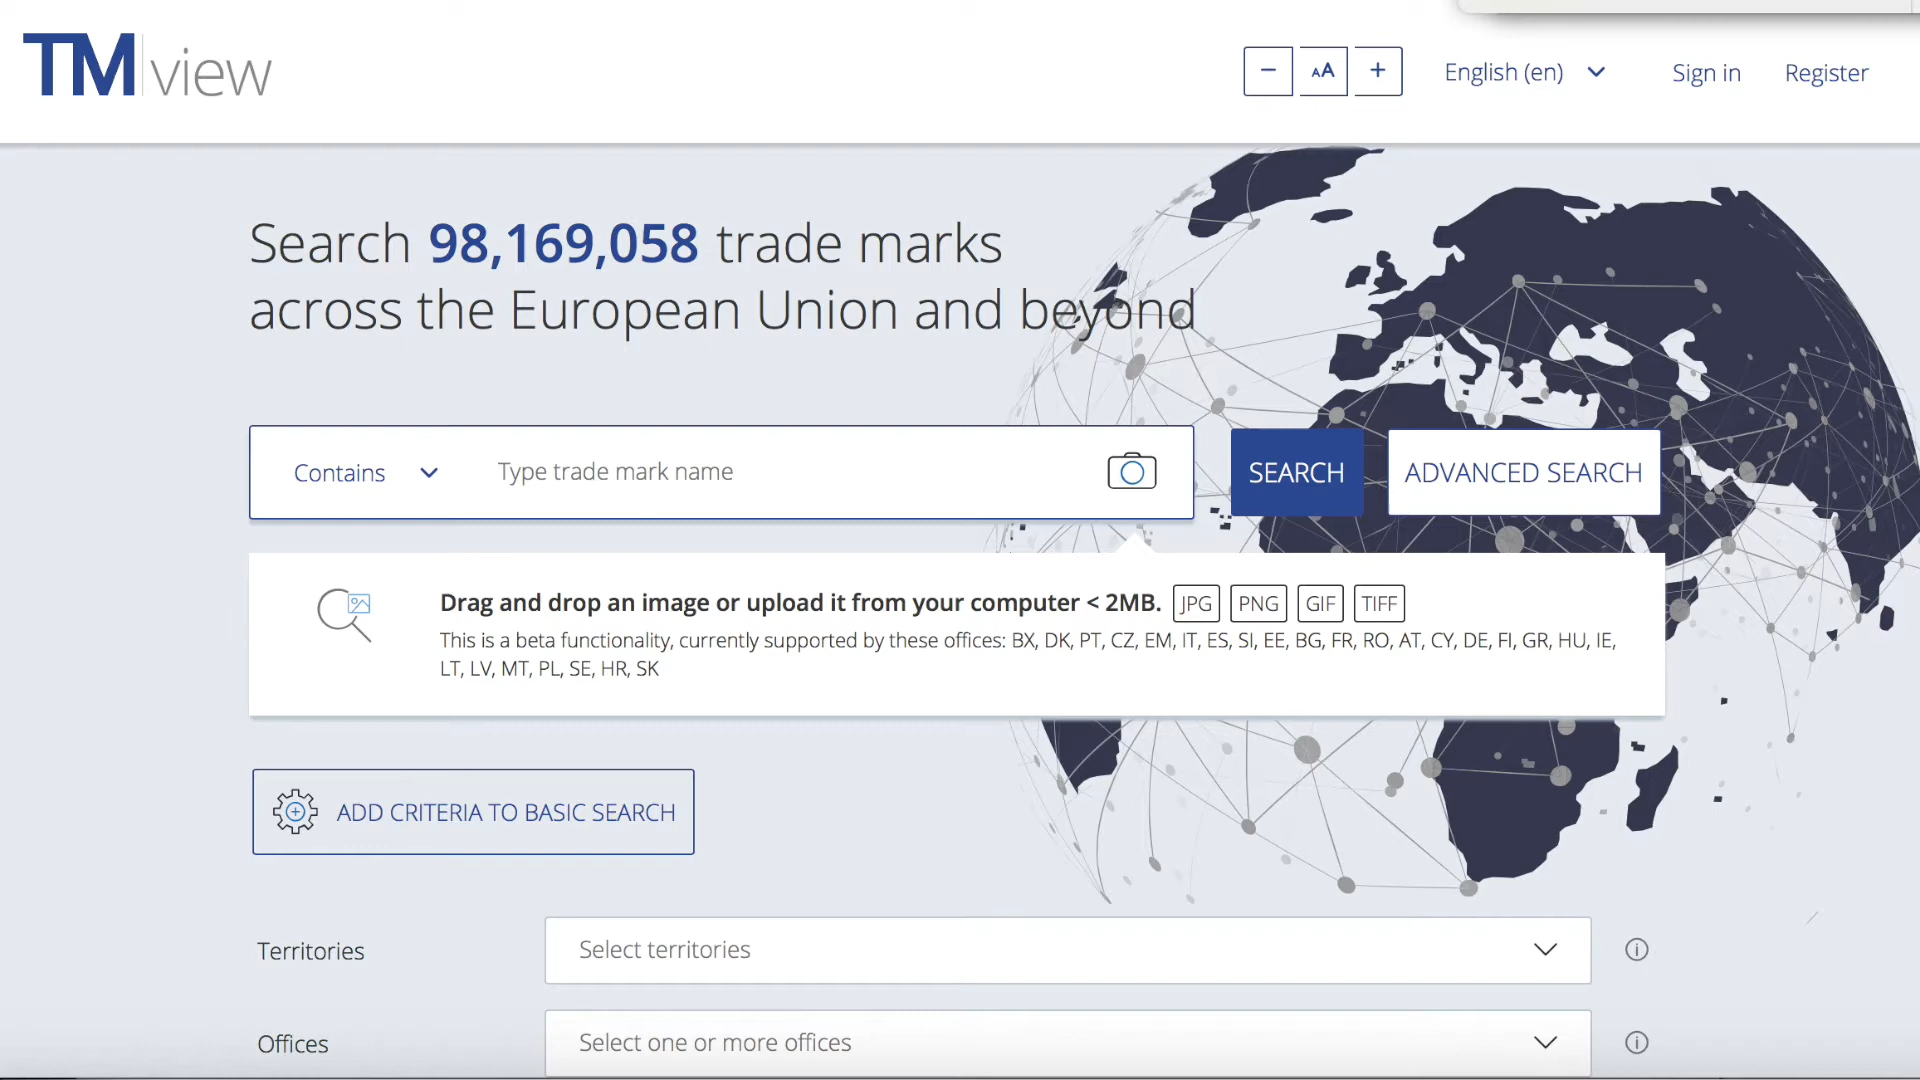 TM view
− AA + English (en) Sign in Register
Search 98,169,058 trade marks
across the European Union and beyond
Contains Type trade mark name SEARCH ADVANCED SEARCH
Drag and drop an image or upload it from your computer < 2MB. JPG PNG GIF TIFF
This is a beta functionality, currently supported by these offices: BX, DK, PT, CZ, EM, IT, ES, SI, EE, BG, FR, RO, AT, CY, DE, FI, GR, HU, IE,
LT, LV, MT, PL, SE, HR, SK
ADD CRITERIA TO BASIC SEARCH
Territories Select territories
Offices Select one or more offices